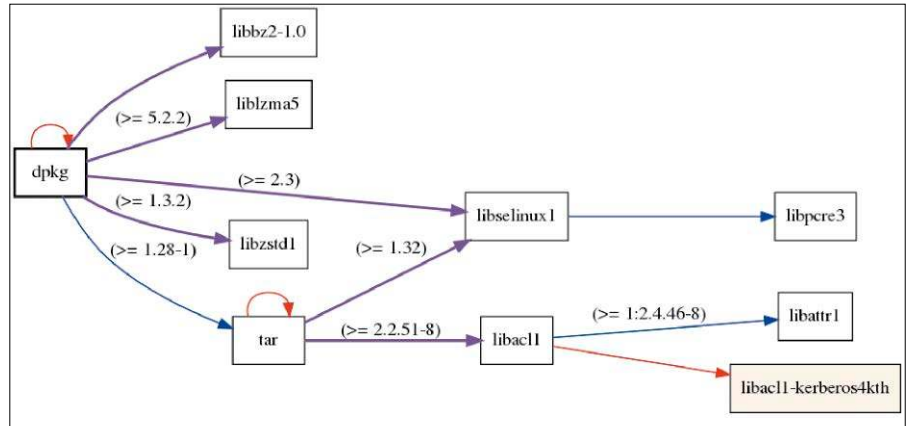 libbz2-1.0
(>= 5.2.2)
liblzma5
dpkg
(>= 2.3)
(>= 1.3.2)
libselinux1
libpcre3
(>= 1.28-1)
libzstd1
(>= 1.32)
tar
(>= 2.2.51-8)
libacl1
(>= 1:2.4.46-8)
libattr1
libacl1-kerberos4kth